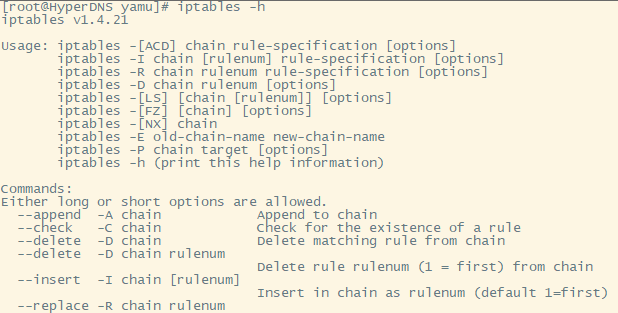 [root@HyperDNS yamu]# iptables -h
iptables v1.4.21

Usage: iptables -[ACD] chain rule-specification [options]
       iptables -I chain [rulenum] rule-specification [options]
       iptables -R chain rulenum rule-specification [options]
       iptables -D chain rulenum [options]
       iptables -[LS] [chain [rulenum]] [options]
       iptables -[FZ] [chain] [options]
       iptables -[NX] chain
       iptables -E old-chain-name new-chain-name
       iptables -P chain target [options]
       iptables -h (print this help information)

Commands:
Either long or short options are allowed.
  --append  -A chain            Append to chain
  --check   -C chain            Check for the existence of a rule
  --delete  -D chain            Delete matching rule from chain
  --delete  -D chain rulenum
                                Delete rule rulenum (1 = first) from chain
  --insert  -I chain [rulenum]
                                Insert in chain as rulenum (default 1=first)
  --replace -R chain rulenum